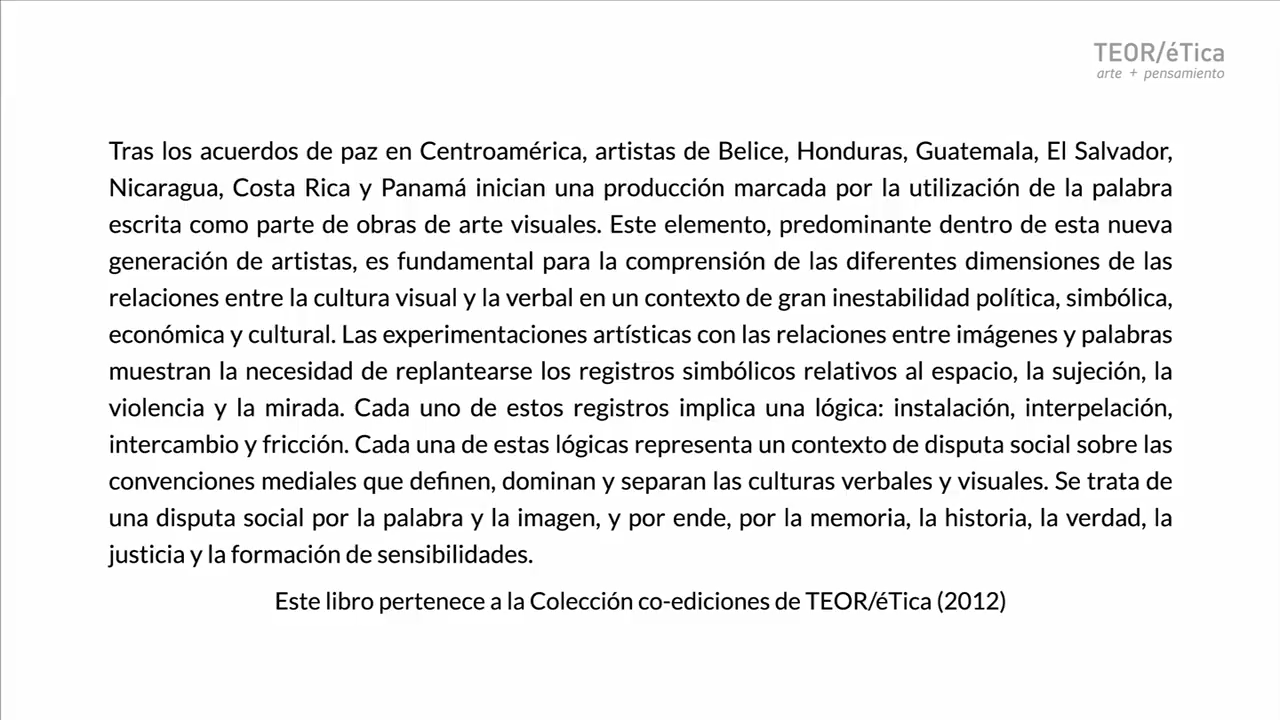 TEOR/éTica
arte + pensamiento
Tras los acuerdos de paz en Centroamérica, artistas de Belice, Honduras, Guatemala, El Salvador,
Nicaragua, Costa Rica y Panamá inician una producción marcada por la utilización de la palabra
escrita como parte de obras de arte visuales. Este elemento, predominante dentro de esta nueva
generación de artistas, es fundamental para la comprensión de las diferentes dimensiones de las
relaciones entre la cultura visual y la verbal en un contexto de gran inestabilidad política, simbólica,
económica y cultural. Las experimentaciones artísticas con las relaciones entre imágenes y palabras
muestran la necesidad de replantearse los registros simbólicos relativos al espacio, la sujeción, la
violencia y la mirada. Cada uno de estos registros implica una lógica: instalación, interpelación,
intercambio y fricción. Cada una de estas lógicas representa un contexto de disputa social sobre las
convenciones mediales que definen, dominan y separan las culturas verbales y visuales. Se trata de
una disputa social por la palabra y la imagen, y por ende, por la memoria, la historia, la verdad, la
justicia y la formación de sensibilidades.
Este libro pertenece a la Colección co-ediciones de TEOR/éTica (2012)